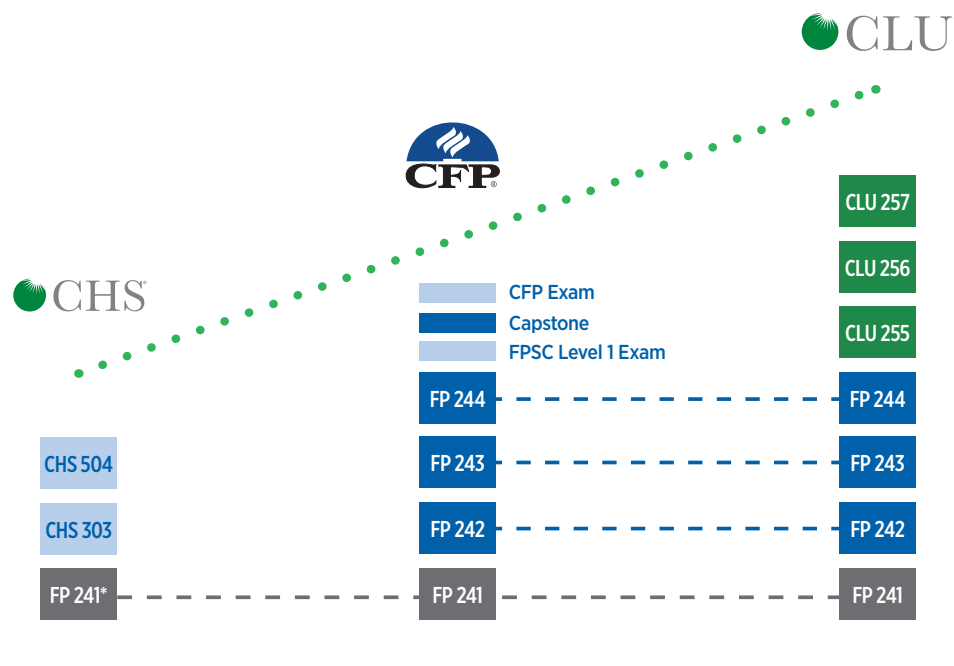 CLU
CFP®
CHS®
CLU 257
CLU 256
CFP Exam
Capstone
CLU 255
FPSC Level 1 Exam
FP 244
FP 244
CHS 504
FP 243
FP 243
CHS 303
FP 242
FP 242
FP 241*
FP 241
FP 241